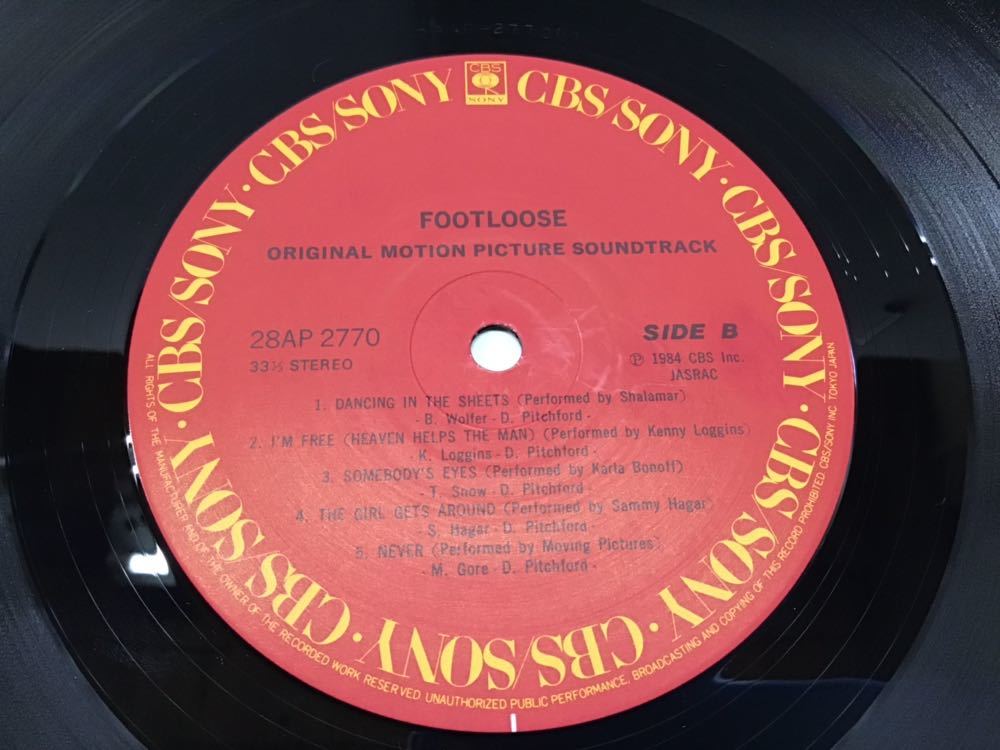 CBS
SONY
CBS/SONY · CBS/SONY · CBS/SONY · CBS/SONY · CBS/SONY · CBS/SONY · CBS/SONY · CBS/SONY · CBS/SONY
FOOTLOOSE
ORIGINAL MOTION PICTURE SOUNDTRACK
28AP 2770
33⅓ STEREO
SIDE B
Ⓟ 1984 CBS Inc.
JASRAC
1. DANCING IN THE SHEETS (Performed by Shalamar)
- B. Wolfer - D. Pitchford -
2. I'M FREE (HEAVEN HELPS THE MAN) (Performed by Kenny Loggins)
- K. Loggins - D. Pitchford -
3. SOMEBODY'S EYES (Performed by Karla Bonoff)
- T. Snow - D. Pitchford -
4. THE GIRL GETS AROUND (Performed by Sammy Hagar)
- S. Hagar - D. Pitchford -
5. NEVER (Performed by Moving Pictures)
- M. Gore - D. Pitchford -
ALL RIGHTS OF THE MANUFACTURER AND OF THE OWNER OF THE RECORDED WORK RESERVED UNAUTHORIZED PUBLIC PERFORMANCE, BROADCASTING AND COPYING OF THIS RECORD PROHIBITED CBS/SONY INC. TOKYO JAPAN